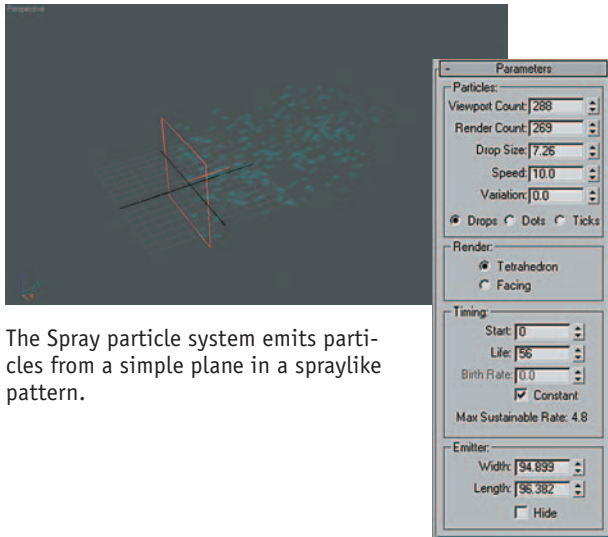 Perspective
- Parameters
Particles:
Viewport Count: 288
Render Count: 269
Drop Size: 7.26
Speed: 10.0
Variation: 0.0
Drops Dots Ticks
Render:
Tetrahedron
Facing
Timing:
Start: 0
Life: 56
Birth Rate: 0.0
Constant
Max Sustainable Rate: 4.8
Emitter:
Width: 94.899
Length: 96.382
Hide
The Spray particle system emits parti-
cles from a simple plane in a spraylike
pattern.